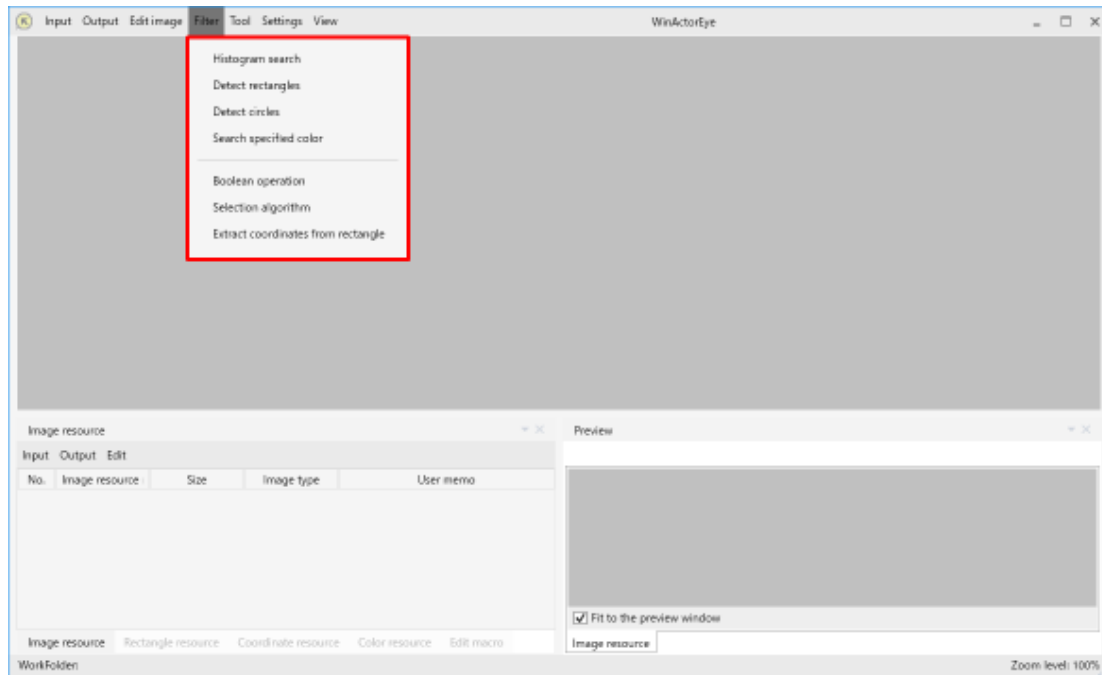 Input Output Edit image Filter Tool Settings View WinActorEye
Histogram search
Detect rectangles
Detect circles
Search specified color
Boolean operation
Selection algorithm
Extract coordinates from rectangle
Image resource
Input Output Edit
No. Image resource Size Image type User memo
Image resource Rectangle resource Coordinate resource Color resource Edit macro
Preview
Fit to the preview window
Image resource
WorkFolder: Zoom level: 100%